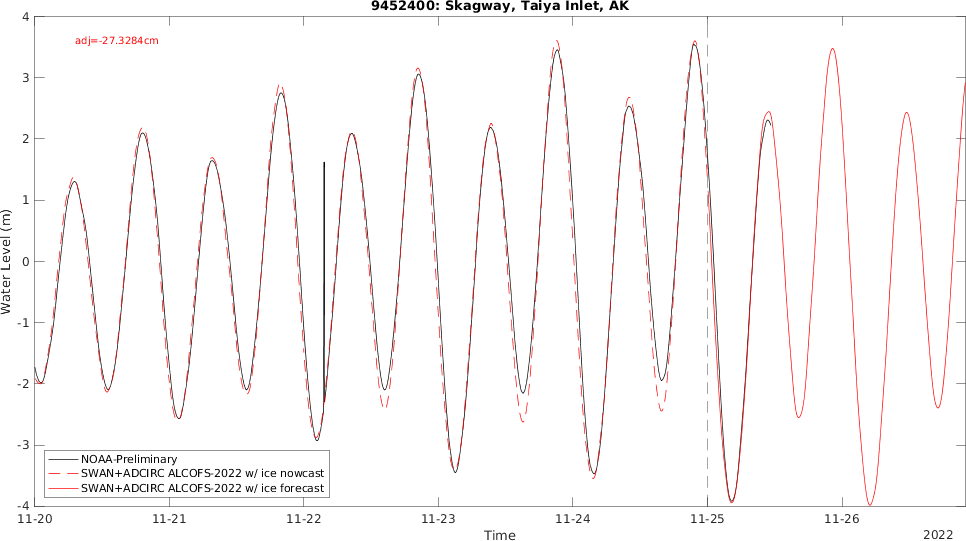 9452400: Skagway, Taiya Inlet, AK
adj=-27.3284cm
4
3
2
1
0
-1
-2
-3
-4
Water Level (m)
NOAA-Preliminary
SWAN+ADCIRC ALCOFS-2022 w/ ice nowcast
SWAN+ADCIRC ALCOFS-2022 w/ ice forecast
11-20
11-21
11-22
11-23
11-24
11-25
11-26
Time
2022